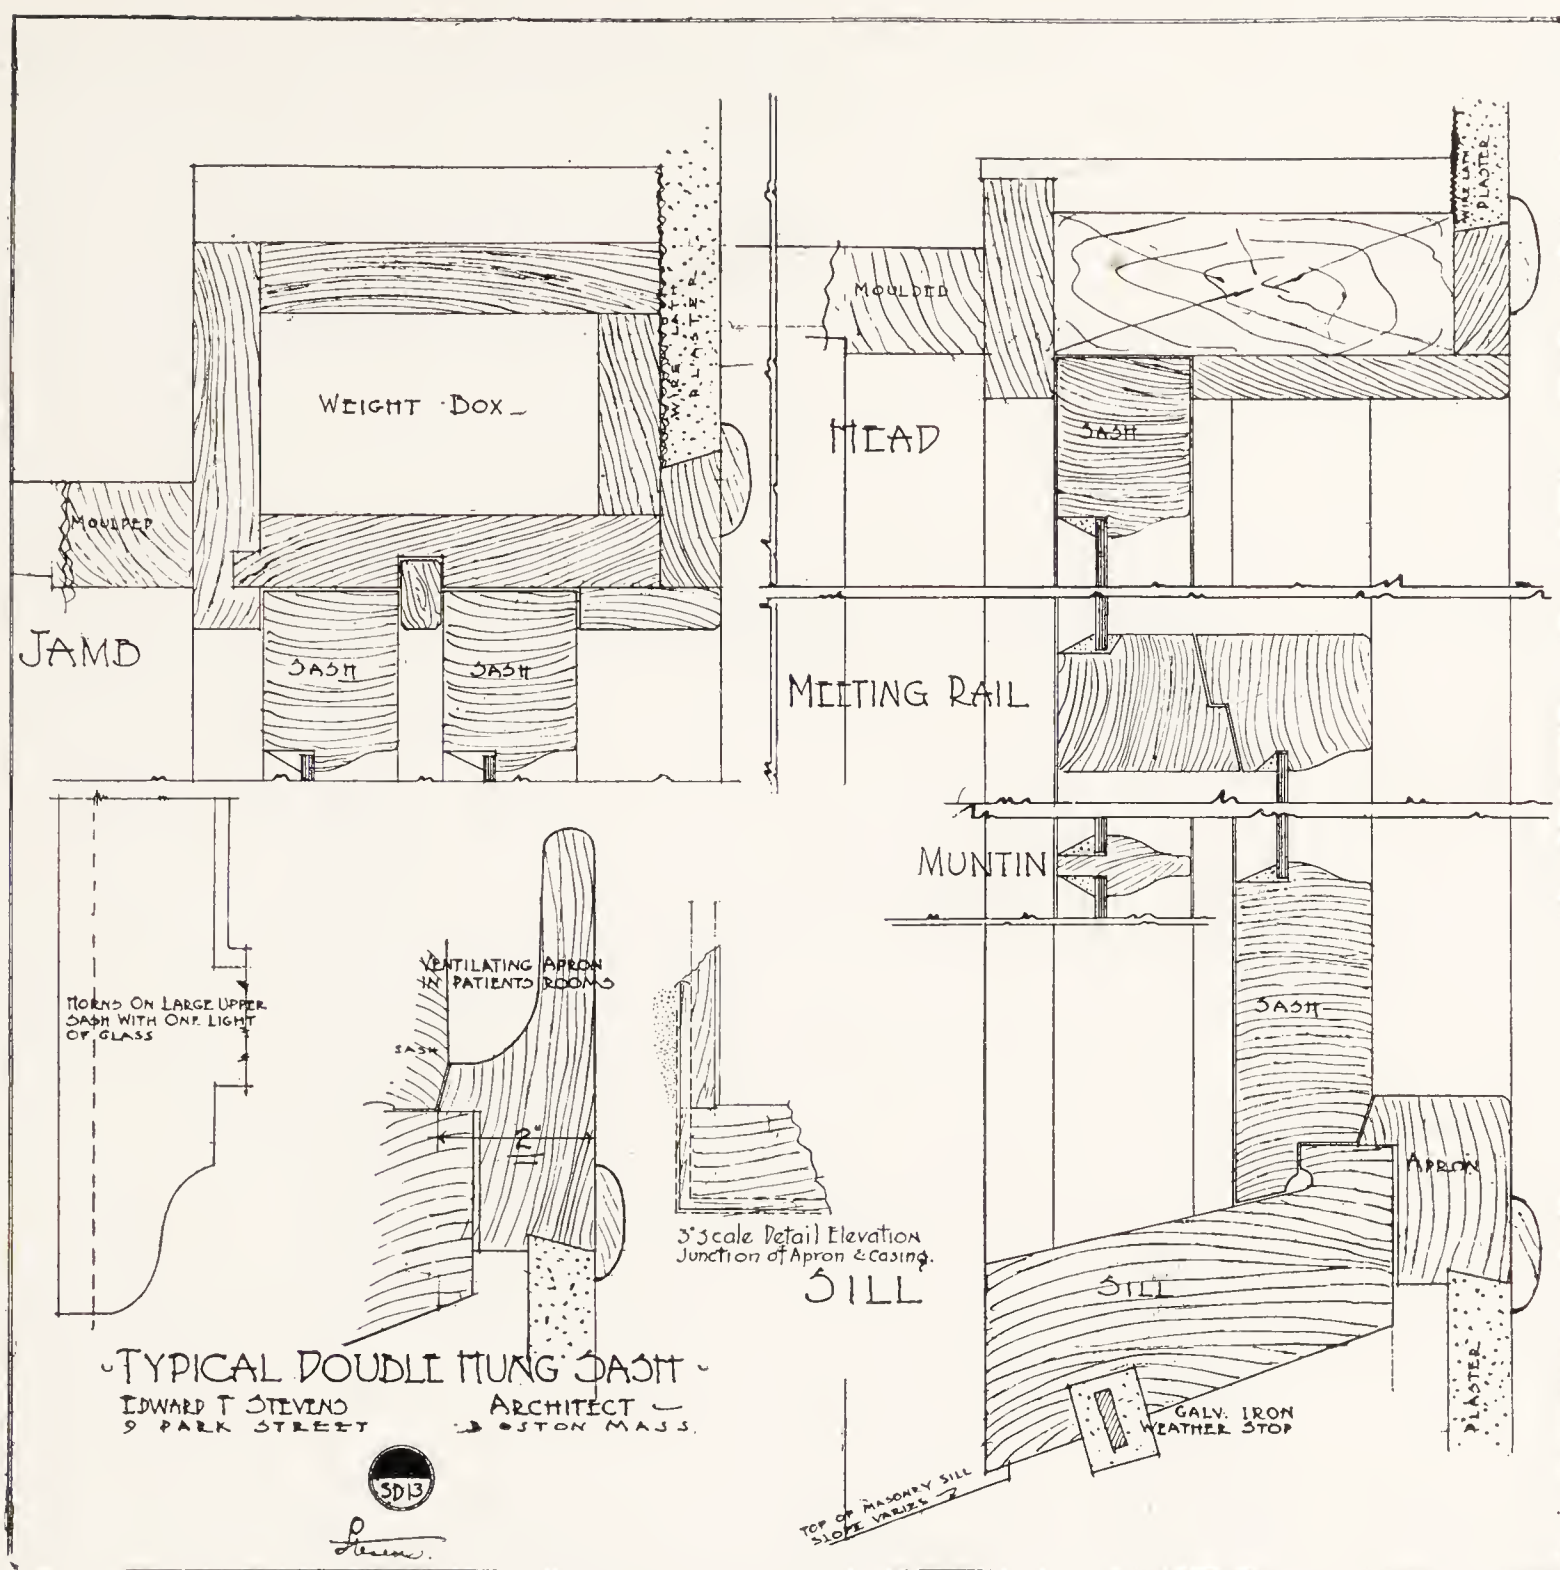 WIRE LATH
PLASTER
WEIGHT BOX
MOULDED
JAMB
SASH
SASH
WIRE LATH
PLASTER
MOULDED
HEAD
SASH
MEETING RAIL
MUNTIN
SASH
APRON
SILL
SILL
PLASTER
GALV. IRON
WEATHER STOP
TOP OF MASONRY SILL
SLOPE VARIES
HORNS ON LARGE UPPER
SASH WITH ONE LIGHT
OF GLASS
VENTILATING APRON
IN PATIENTS ROOMS
SASH
2"
3" Scale Detail Elevation
Junction of Apron & Casing.
TYPICAL DOUBLE HUNG SASH
EDWARD F STEVENS ARCHITECT
9 PARK STREET BOSTON MASS.
SD13
Stevens.